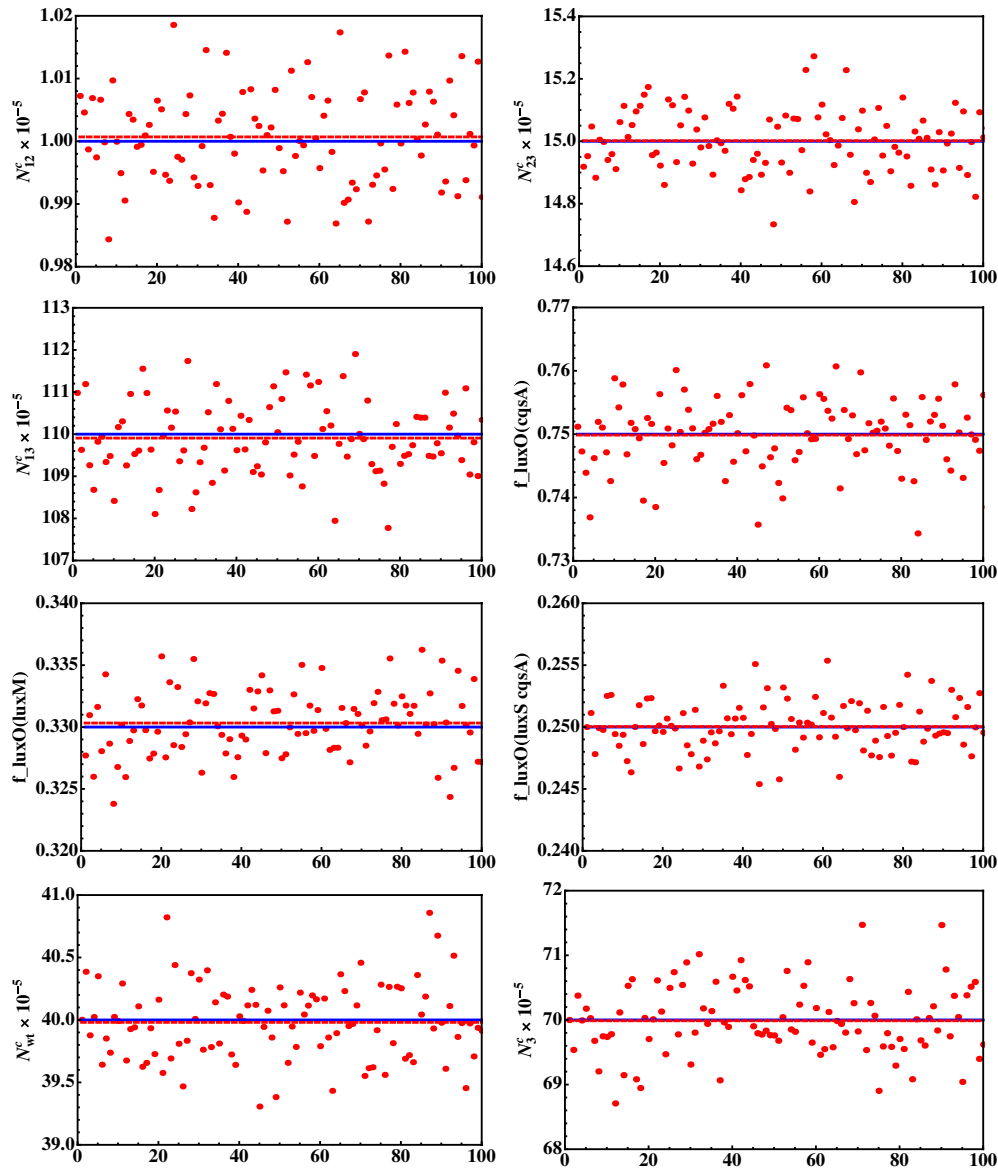 1.02
1.01
1.00
0.99
0.98
N^c_12 × 10^-5
0 20 40 60 80 100
15.4
15.2
15.0
14.8
14.6
N^c_23 × 10^-5
0 20 40 60 80 100
113
112
111
110
109
108
107
N^c_13 × 10^-5
0 20 40 60 80 100
0.77
0.76
0.75
0.74
0.73
f_luxO(cqsA)
0 20 40 60 80 100
0.340
0.335
0.330
0.325
0.320
f_luxO(luxM)
0 20 40 60 80 100
0.260
0.255
0.250
0.245
0.240
f_luxO(luxS cqsA)
0 20 40 60 80 100
41.0
40.5
40.0
39.5
39.0
N^c_wt × 10^-5
0 20 40 60 80 100
72
71
70
69
68
N^c_3 × 10^-5
0 20 40 60 80 100